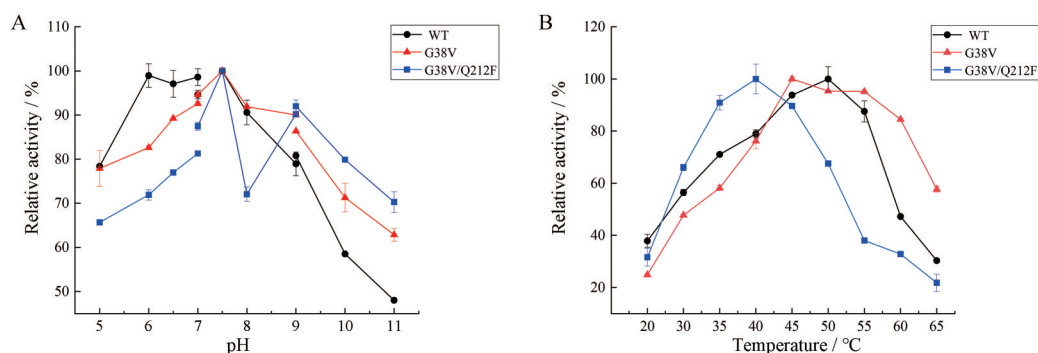 A
Relative activity / %
110
100
90
80
70
60
50
5 6 7 8 9 10 11
pH
WT
G38V
G38V/Q212F
B
Relative activity / %
120
100
80
60
40
20
20 30 35 40 45 50 55 60 65
Temperature / °C
WT
G38V
G38V/Q212F